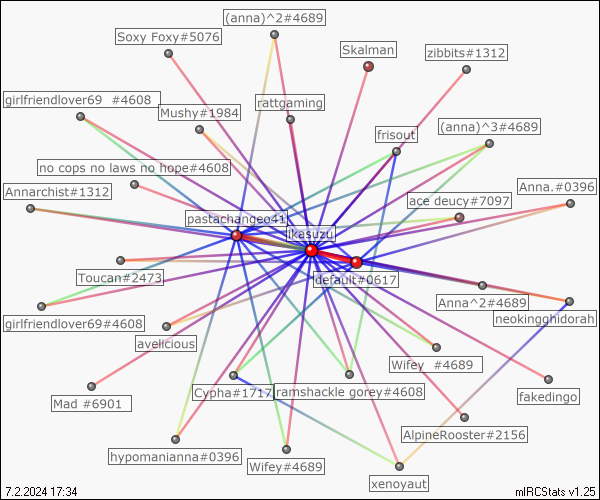 (anna)^2#4689
Soxy Foxy#5076
Skalman
zibbits#1312
girlfriendlover69 #4608
rattgaming
Mushy#1984
(anna)^3#4689
frisout
no cops no laws no hope#4608
Annarchist#1312
Anna.#0396
ace deucy#7097
pastachangeo41
ikasuzu
default#0617
Toucan#2473
Anna^2#4689
neokingghidorah
girlfriendlover69#4608
avelicious
Wifey #4689
Cypha#1717
ramshackle gorey#4608
fakedingo
Mad #6901
AlpineRooster#2156
hypomanianna#0396
Wifey#4689
xenoyaut
7.2.2024 17:34
mIRCStats v1.25